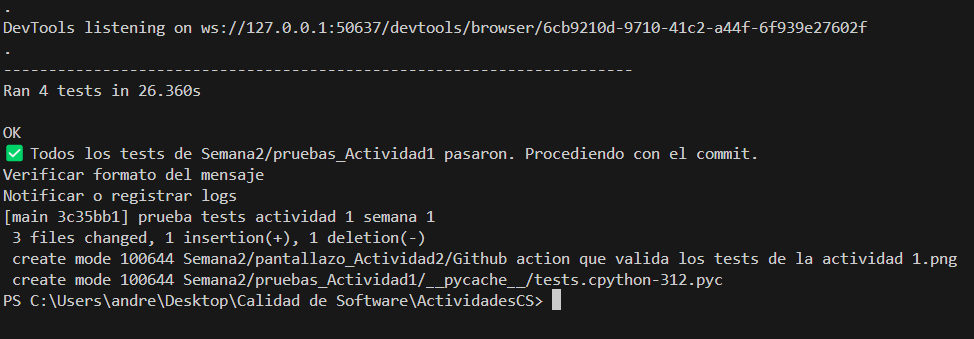 .
DevTools listening on ws://127.0.0.1:50637/devtools/browser/6cb9210d-9710-41c2-a44f-6f939e27602f
.
----------------------------------------------------------------------
Ran 4 tests in 26.360s
OK
✅ Todos los tests de Semana2/pruebas_Actividad1 pasaron. Procediendo con el commit.
Verificar formato del mensaje
Notificar o registrar logs
[main 3c35bb1] prueba tests actividad 1 semana 1
3 files changed, 1 insertion(+), 1 deletion(-)
create mode 100644 Semana2/pantallazo_Actividad2/Github action que valida los tests de la actividad 1.png
create mode 100644 Semana2/pruebas_Actividad1/__pycache__/tests.cpython-312.pyc
PS C:\Users\andre\Desktop\Calidad de Software\ActividadesCS>